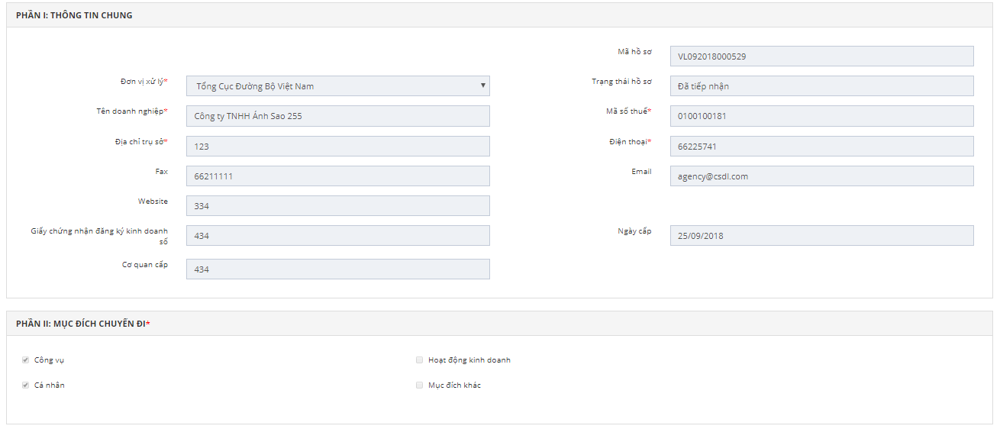 PHẦN I: THÔNG TIN CHUNG
Mã hồ sơ VL092018000529
Đơn vị xử lý* Tổng Cục Đường Bộ Việt Nam Trạng thái hồ sơ Đã tiếp nhận
Tên doanh nghiệp* Công ty TNHH Ánh Sao 255 Mã số thuế* 0100100181
Địa chỉ trụ sở* 123 Điện thoại* 66225741
Fax 66211111 Email agency@csdl.com
Website 334
Giấy chứng nhận đăng ký kinh doanh
số 434 Ngày cấp 25/09/2018
Cơ quan cấp 434
PHẦN II: MỤC ĐÍCH CHUYẾN ĐI*
Công vụ Hoạt động kinh doanh
Cá nhân Mục đích khác